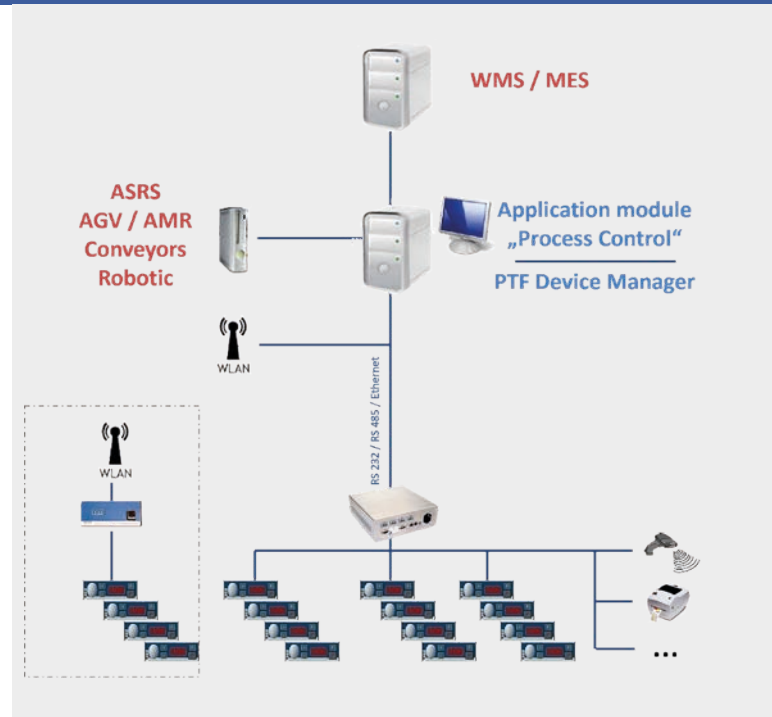 WMS / MES
ASRS
AGV / AMR
Conveyors
Robotic
Application module
„Process Control“
PTF Device Manager
WLAN
RS 232 / RS 485 / Ethernet
WLAN
...